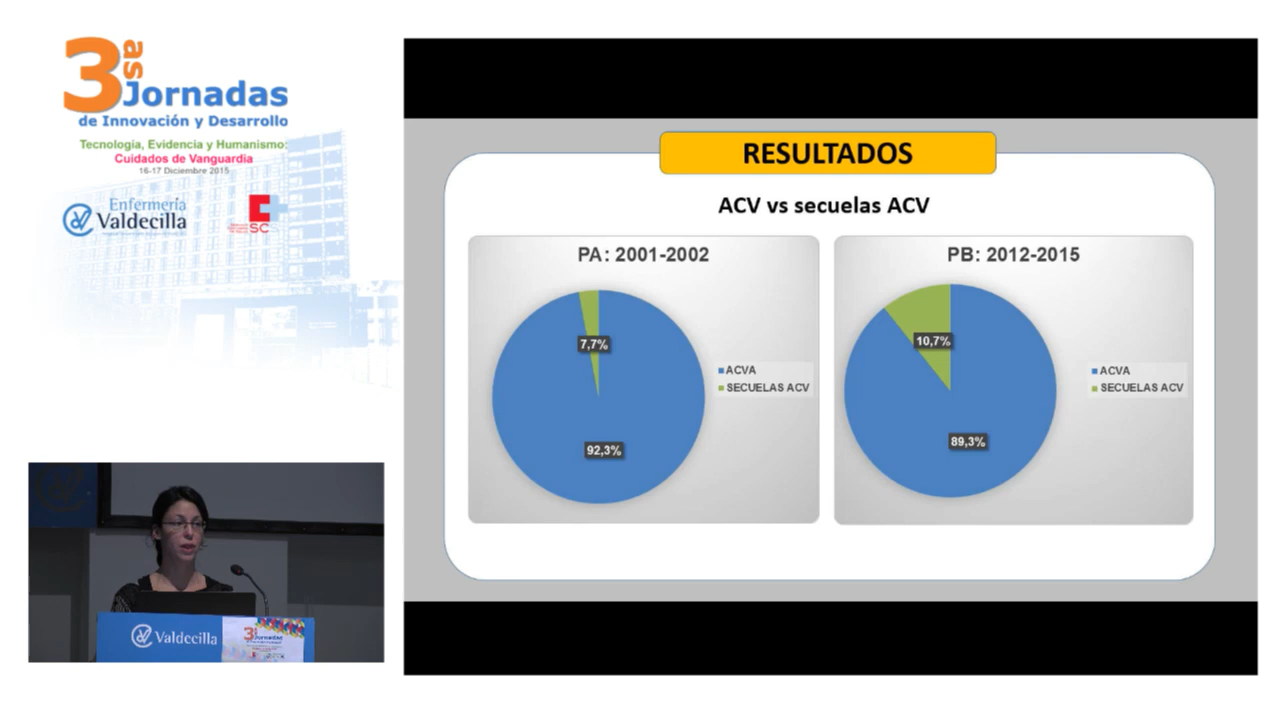 3as
Jornadas
de Innovación y Desarrollo
Tecnología, Evidencia y Humanismo:
Cuidados de Vanguardia
16-17 Diciembre 2015
Enfermería
Valdecilla
SC
RESULTADOS
ACV vs secuelas ACV
PA: 2001-2002
7,7%
92,3%
ACVA
SECUELAS ACV
PB: 2012-2015
10,7%
89,3%
ACVA
SECUELAS ACV
Valdecilla
3as
Jornadas